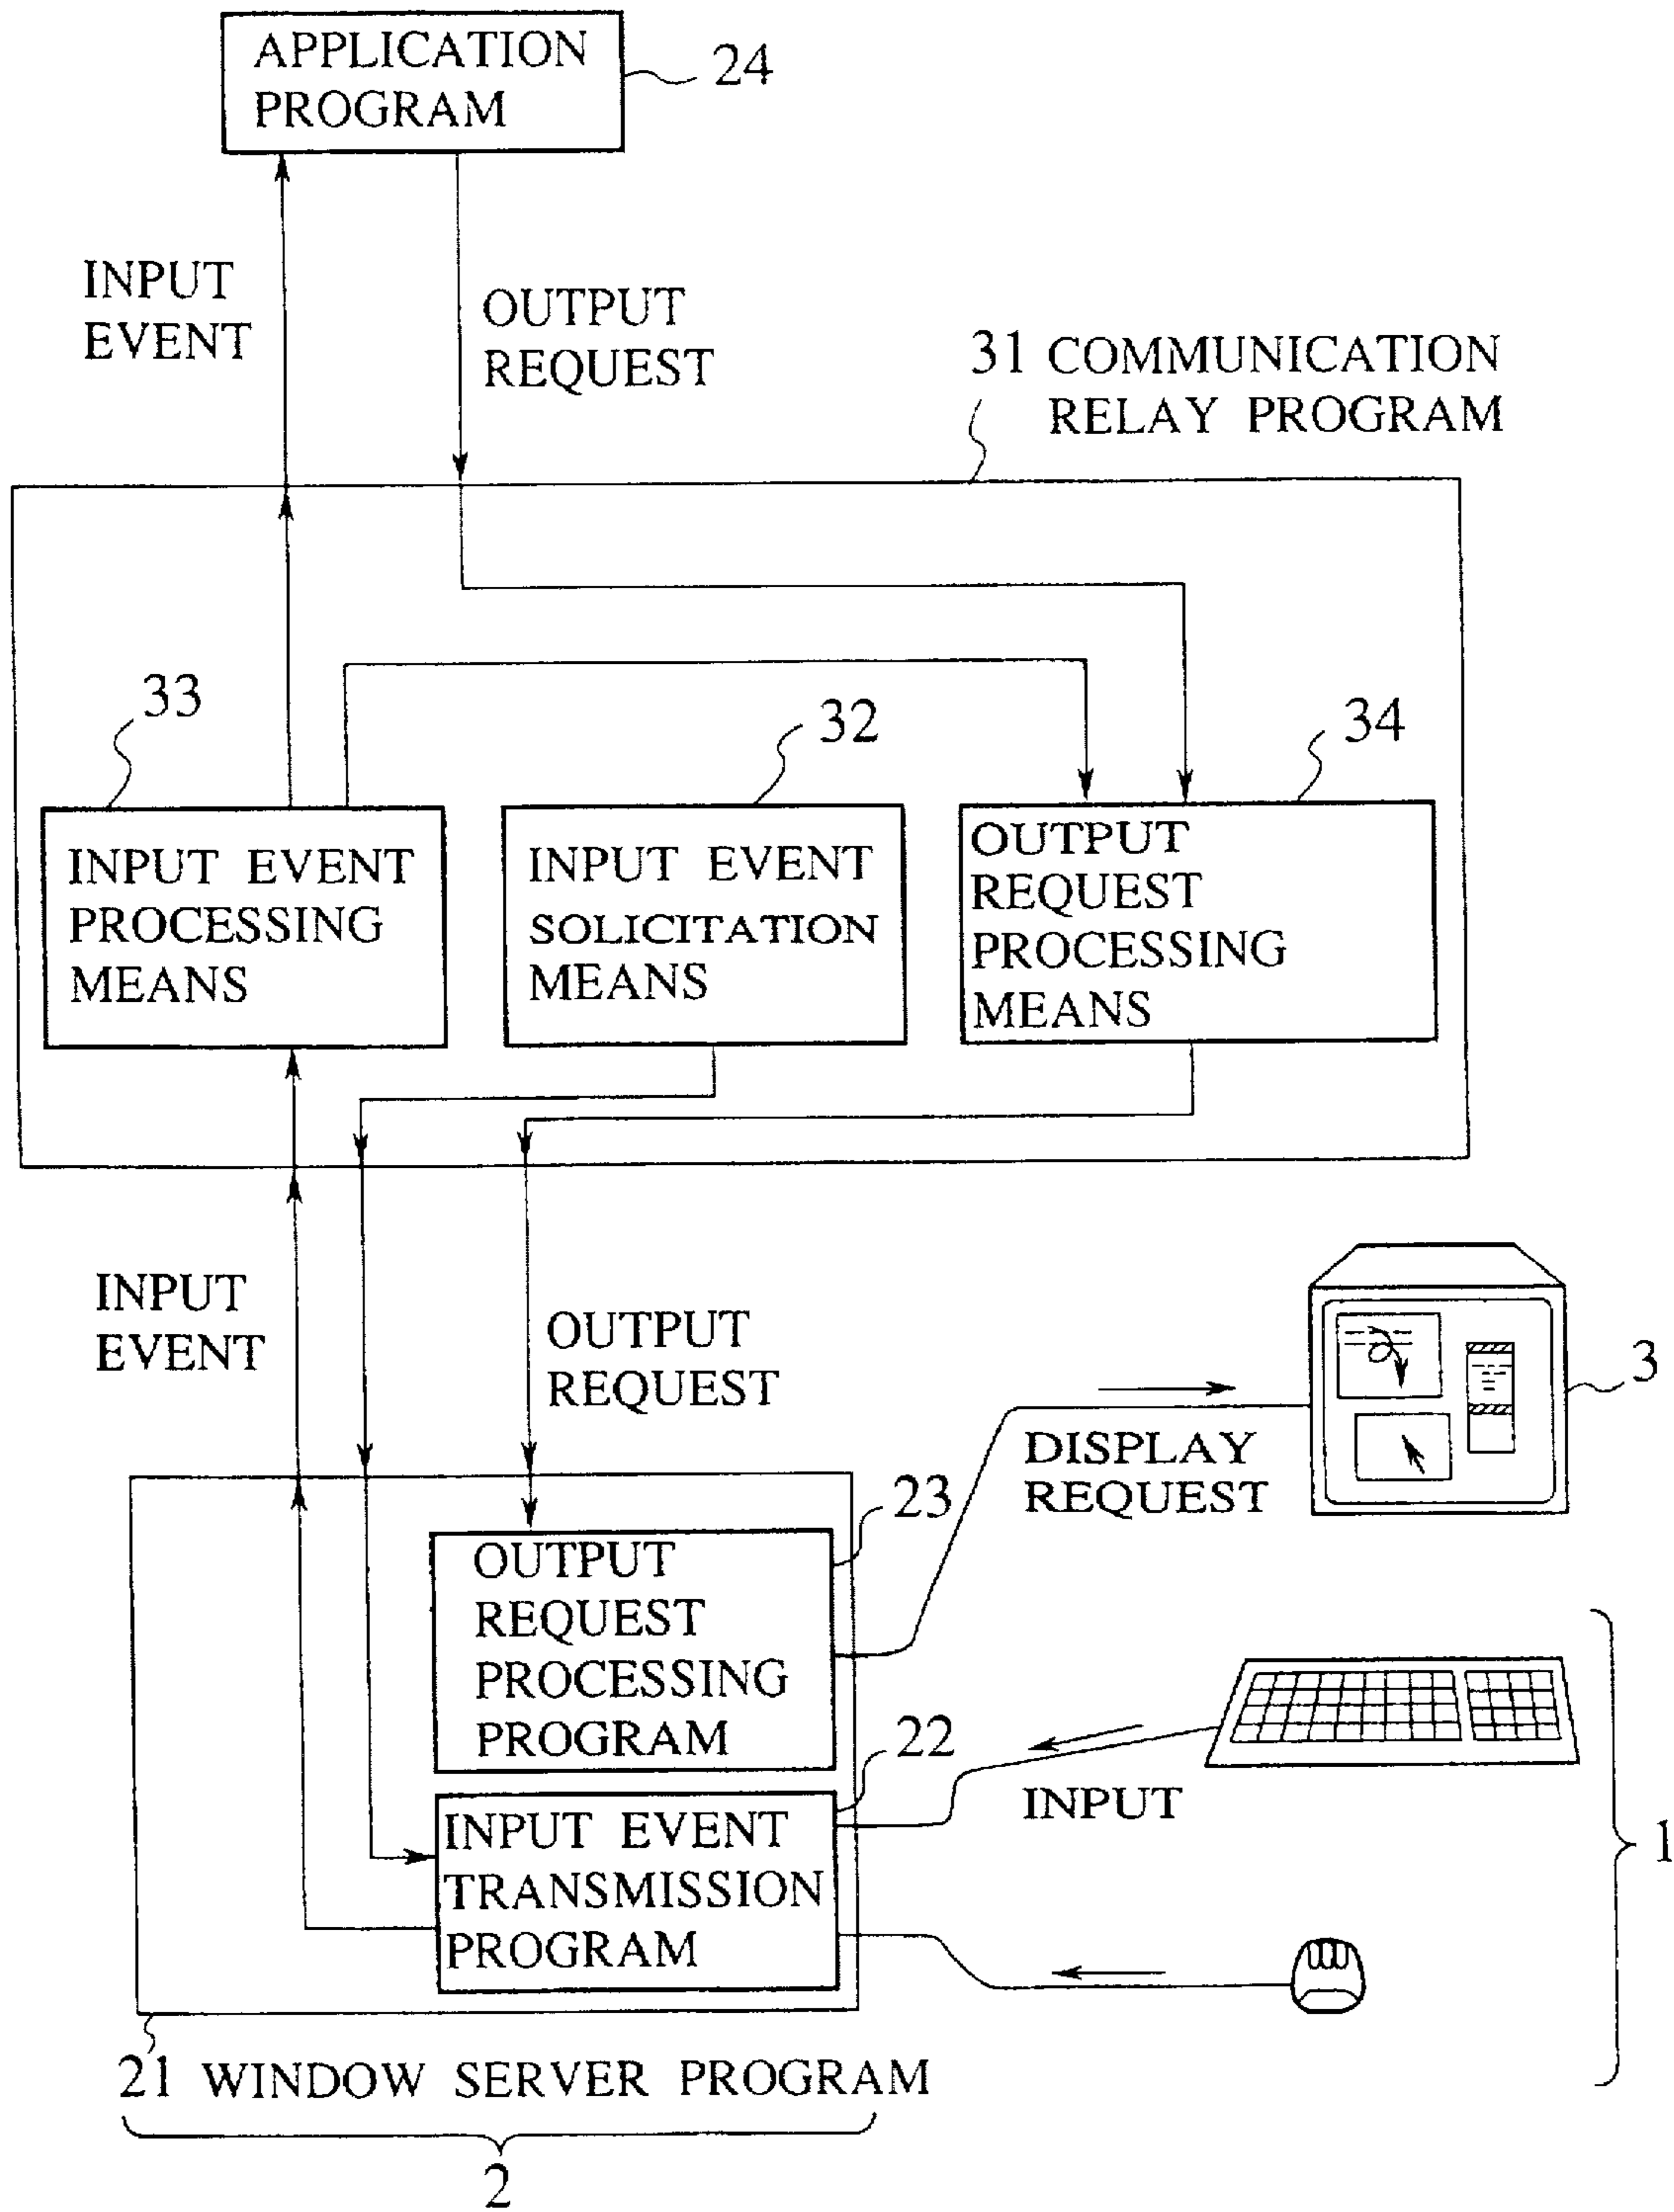 APPLICATION
PROGRAM
24
INPUT
EVENT
OUTPUT
REQUEST
31 COMMUNICATION
RELAY PROGRAM
33
32
34
INPUT EVENT
PROCESSING
MEANS
INPUT EVENT
SOLICITATION
MEANS
OUTPUT
REQUEST
PROCESSING
MEANS
INPUT
EVENT
OUTPUT
REQUEST
3
DISPLAY
REQUEST
23
OUTPUT
REQUEST
PROCESSING
PROGRAM
22
INPUT
1
INPUT EVENT
TRANSMISSION
PROGRAM
21 WINDOW SERVER PROGRAM
2